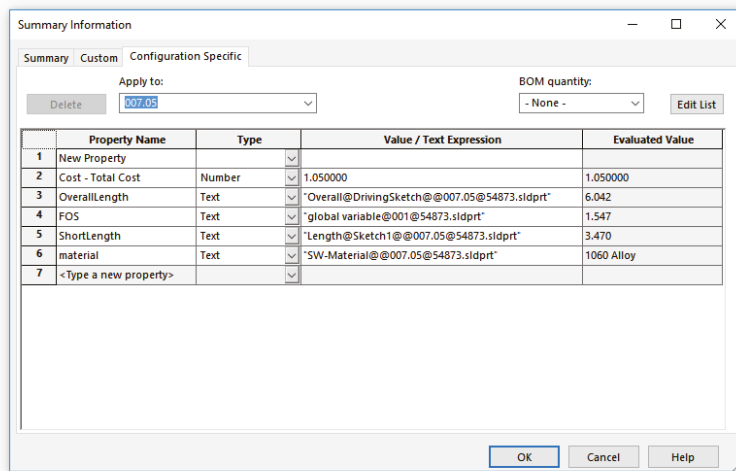 Summary Information
Summary Custom Configuration Specific
Apply to: BOM quantity:
Delete 007.05 - None - Edit List
Property Name Type Value / Text Expression Evaluated Value
1 New Property
2 Cost - Total Cost Number 1.050000 1.050000
3 OverallLength Text "Overall@DrivingSketch@@007.05@54873.sldprt" 6.042
4 FOS Text "global variable@001@54873.sldprt" 1.547
5 ShortLength Text "Length@Sketch1@@007.05@54873.sldprt" 3.470
6 material Text "SW-Material@@007.05@54873.sldprt" 1060 Alloy
7 <Type a new property>
OK Cancel Help